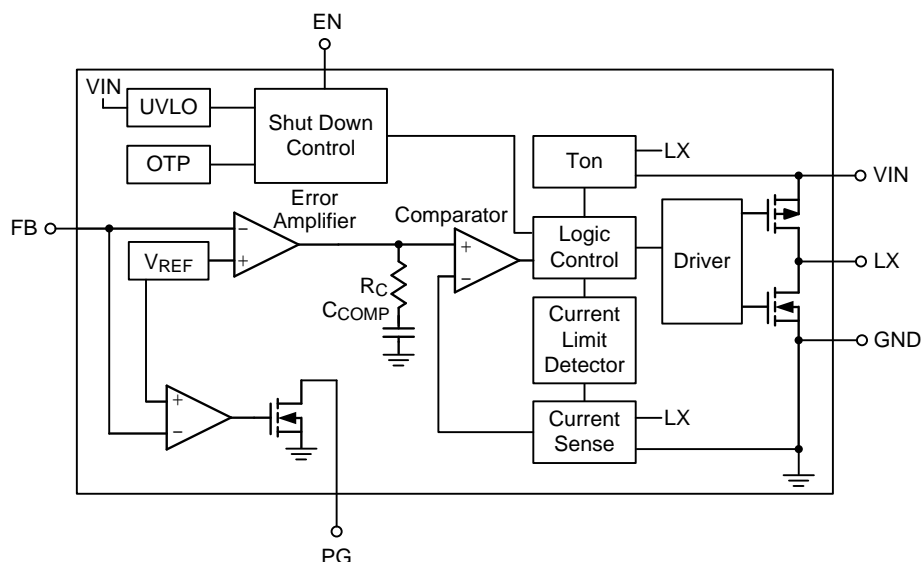 EN
VIN
UVLO
Shut Down
Control
OTP
Ton
LX
VIN
Error
Amplifier
Comparator
FB
−
+
VREF
RC
CCOMP
+
−
Logic
Control
Driver
LX
Current
Limit
Detector
GND
+
−
Current
Sense
LX
PG